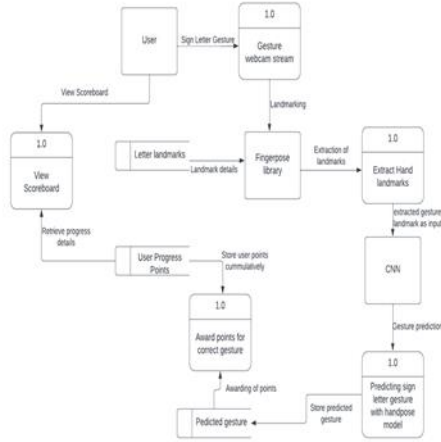 1.0
User
Sign Letter Gesture
Gesture
webcam stream
View Scoreboard
Landmarking
1.0
View
Scoreboard
Letter landmarks
Landmark details
Fingerpose
library
Extraction of
landmarks
1.0
Extract Hand
landmarks
extracted gesture
landmark as input
Retrieve progress
details
User Progress
Points
Store user points
cummulatively
CNN
1.0
Award points for
correct gesture
Gesture prediction
1.0
Predicting sign
letter gesture
with handpose
model
Awarding of points
Pedicted gesture
Store predicted
gesture